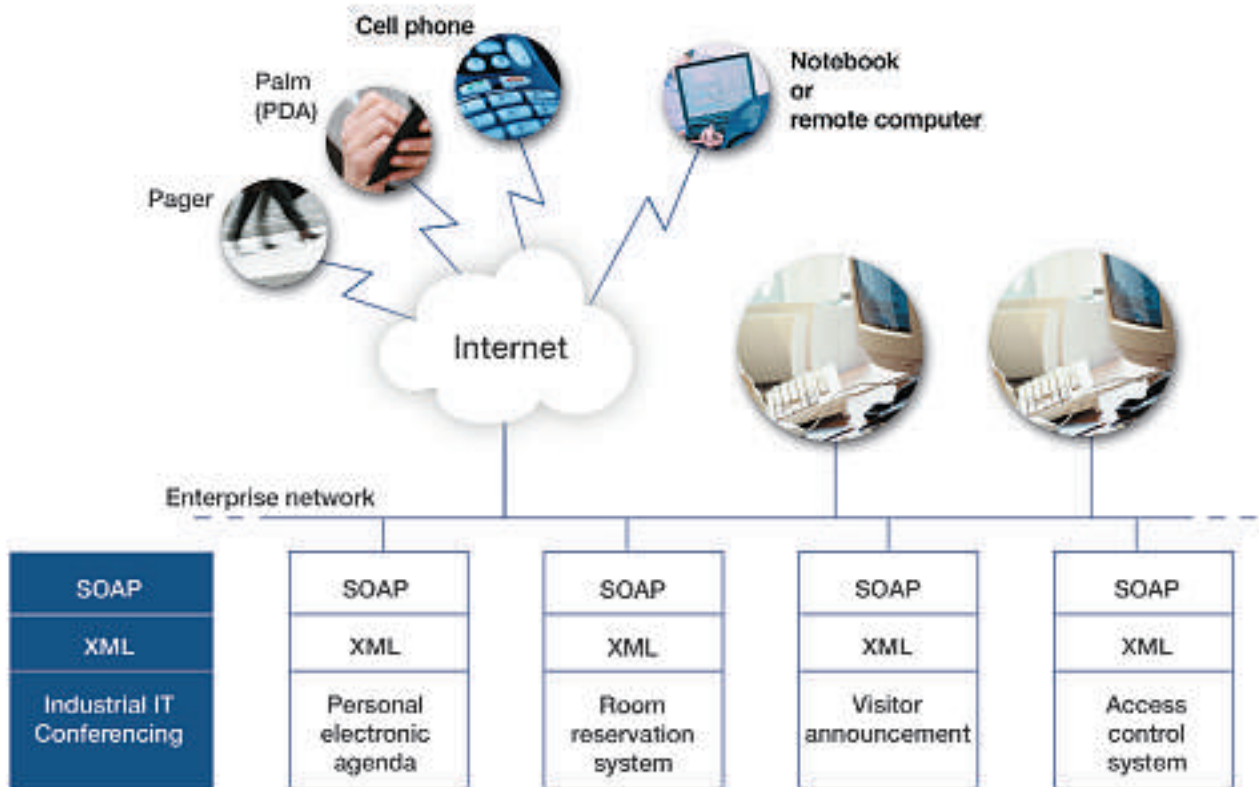 Cell phone
Palm
(PDA)
Pager
Notebook
or
remote computer
Internet
Enterprise network
SOAP
XML
Industrial IT
Conferencing
SOAP
XML
Personal
electronic
agenda
SOAP
XML
Room
reservation
system
SOAP
XML
Visitor
announcement
SOAP
XML
Access
control
system